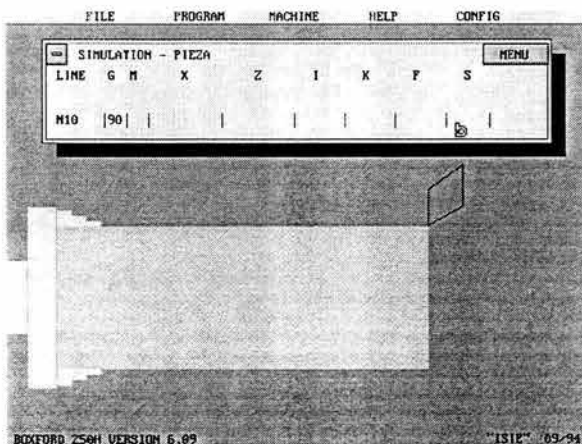 FILE PROGRAM MACHINE HELP CONFIG
SIMULATION - PIEZA MENU
LINE G M X Z I K F S
N10 |90| | | | | | | |
BOXFORD 250H VERSION 6.09 "ISIE" 09/94